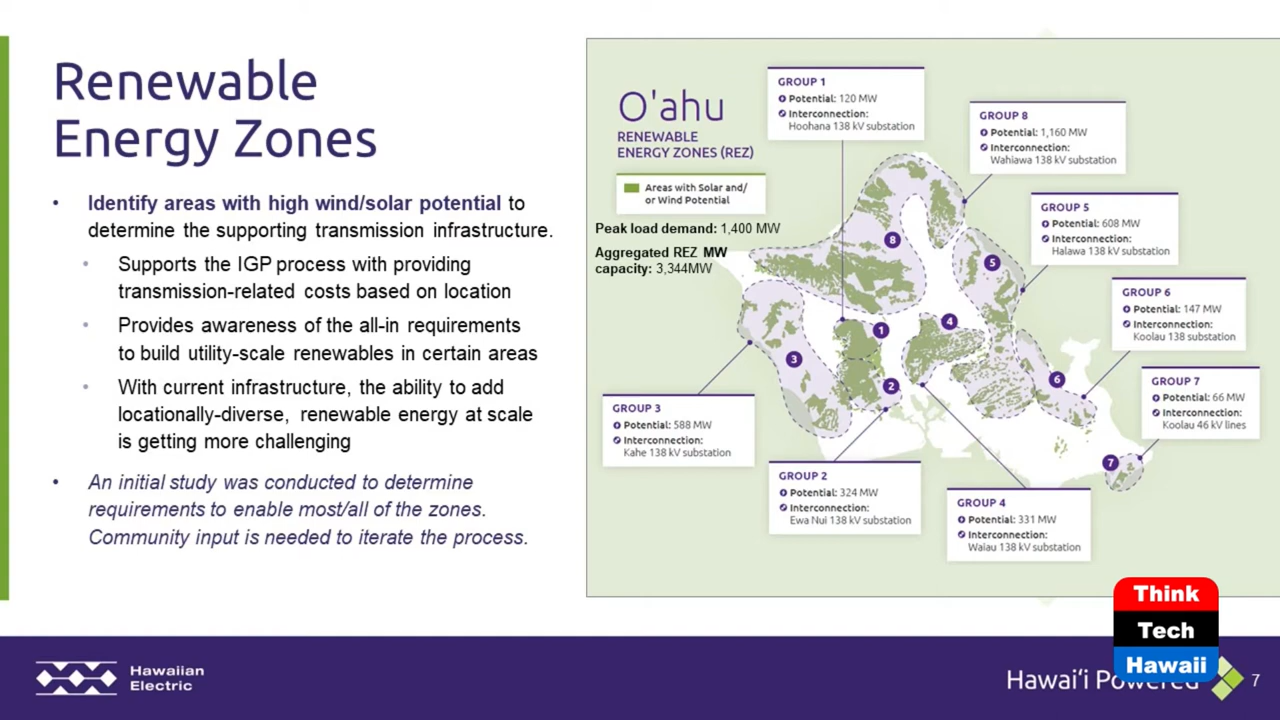 Renewable
Energy Zones
• Identify areas with high wind/solar potential to
determine the supporting transmission infrastructure.
• Supports the IGP process with providing
transmission-related costs based on location
• Provides awareness of the all-in requirements
to build utility-scale renewables in certain areas
• With current infrastructure, the ability to add
locationally-diverse, renewable energy at scale
is getting more challenging
• An initial study was conducted to determine
requirements to enable most/all of the zones.
Community input is needed to iterate the process.
O'ahu
RENEWABLE
ENERGY ZONES (REZ)
Areas with Solar and/
or Wind Potential
Peak load demand: 1,400 MW
Aggregated REZ MW
capacity: 3,344MW
GROUP 1
Potential: 120 MW
Interconnection:
Hoohana 138 kV substation
GROUP 8
Potential: 1,160 MW
Interconnection:
Wahiawa 138 kV substation
GROUP 5
Potential: 608 MW
Interconnection:
Halawa 138 kV substation
GROUP 6
Potential: 147 MW
Interconnection:
Koolau 138 substation
GROUP 7
Potential: 66 MW
Interconnection:
Koolau 46 kV lines
GROUP 3
Potential: 588 MW
Interconnection:
Kahe 138 kV substation
GROUP 2
Potential: 324 MW
Interconnection:
Ewa Nui 138 kV substation
GROUP 4
Potential: 331 MW
Interconnection:
Waiau 138 kV substation
8
5
1
4
3
2
6
7
Think
Tech
Hawaii
Hawaiian
Electric
Hawaiʻi Powered
7